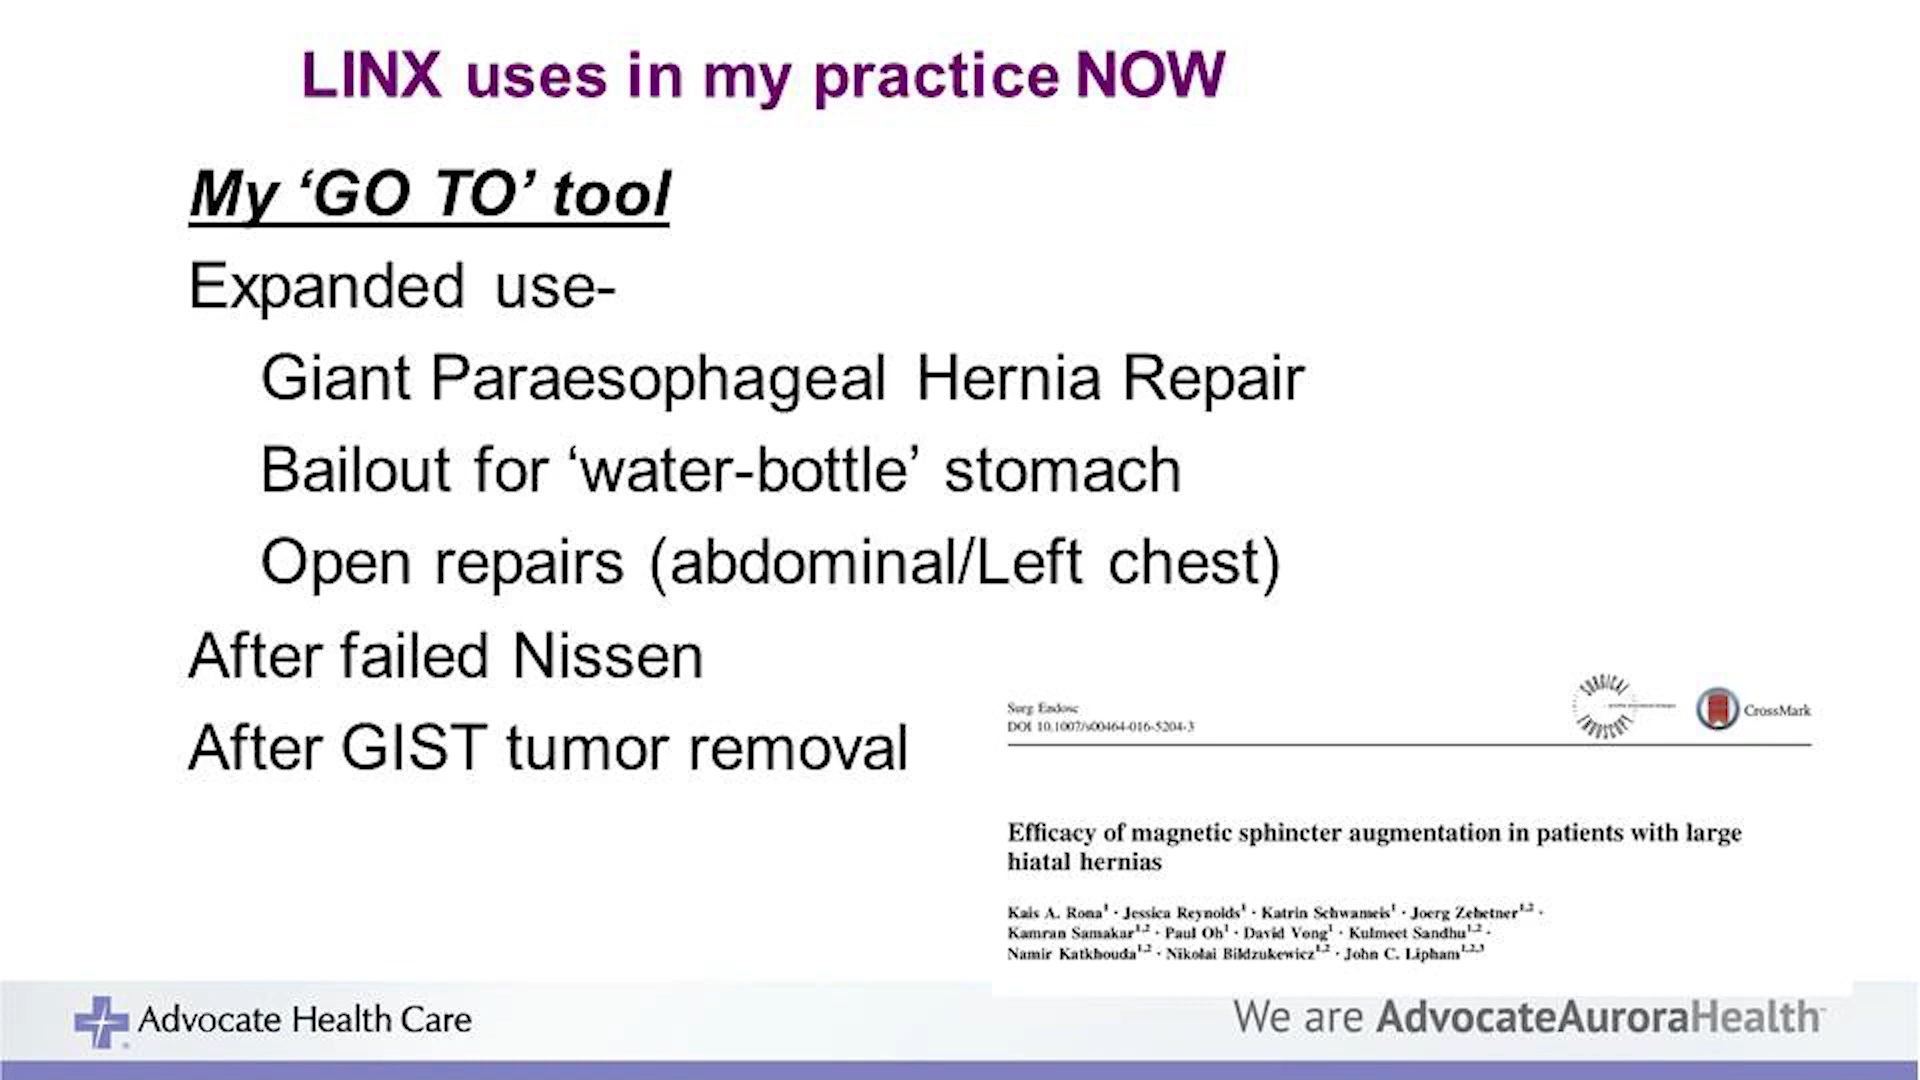 LINX uses in my practice NOW
My ‘GO TO’ tool
Expanded use-
Giant Paraesophageal Hernia Repair
Bailout for ‘water-bottle’ stomach
Open repairs (abdominal/Left chest)
After failed Nissen
After GIST tumor removal
Surg Endosc
DOI 10.1007/s00464-016-5204-3
SURGICAL
ENDOSCOPY
CrossMark
Efficacy of magnetic sphincter augmentation in patients with large
hiatal hernias
Kais A. Rona¹ · Jessica Reynolds¹ · Katrin Schwameis¹ · Joerg Zehetner¹,² ·
Kamran Samakar¹,² · Paul Oh¹ · David Vong¹ · Kulmeet Sandhu¹,² ·
Namir Katkhouda¹,² · Nikolai Bildzukewicz¹,² · John C. Lipham¹,²,³
Advocate Health Care
We are AdvocateAuroraHealth